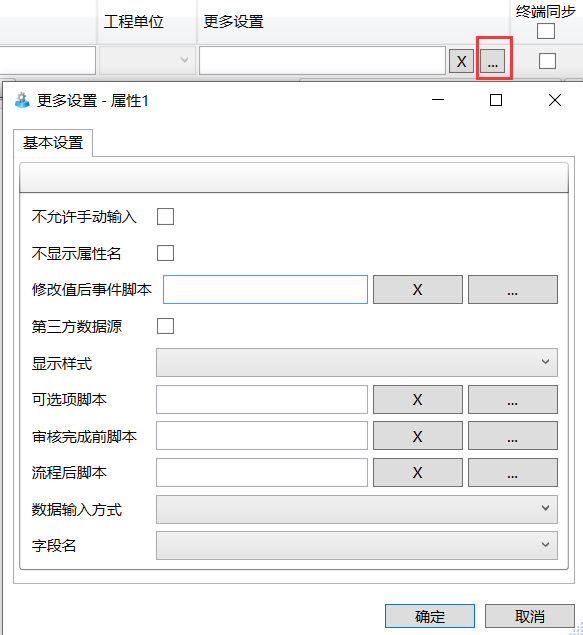 工程单位 更多设置 终端同步
X ...
更多设置 - 属性1
基本设置
不允许手动输入
不显示属性名
修改值后事件脚本 X ...
第三方数据源
显示样式
可选项脚本 X ...
审核完成前脚本 X ...
流程后脚本 X ...
数据输入方式
字段名
确定 取消